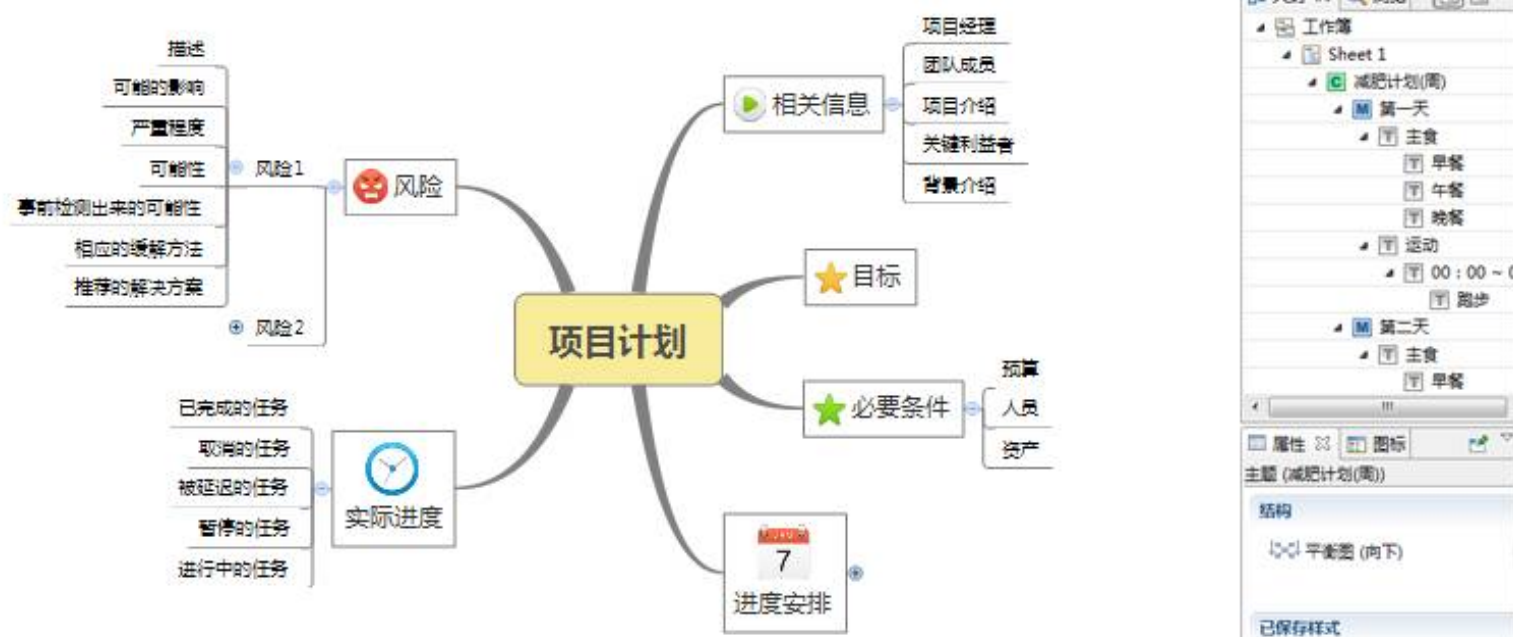 项目计划
相关信息
项目经理
团队成员
项目介绍
关键利益者
背景介绍
目标
必要条件
预算
人员
资产
7
进度安排
风险
风险1
描述
可能的影响
严重程度
可能性
事前检测出来的可能性
相应的缓解方法
推荐的解决方案
风险2
实际进度
已完成的任务
取消的任务
被延迟的任务
暂停的任务
进行中的任务
工作簿
Sheet 1
C 减肥计划(周)
M 第一天
T 主食
T 早餐
T 午餐
T 晚餐
T 运动
T 00:00 ~
T 跑步
M 第二天
T 主食
T 早餐
属性
图标
主题 (减肥计划(周))
结构
平衡图 (向下)
已保存样式